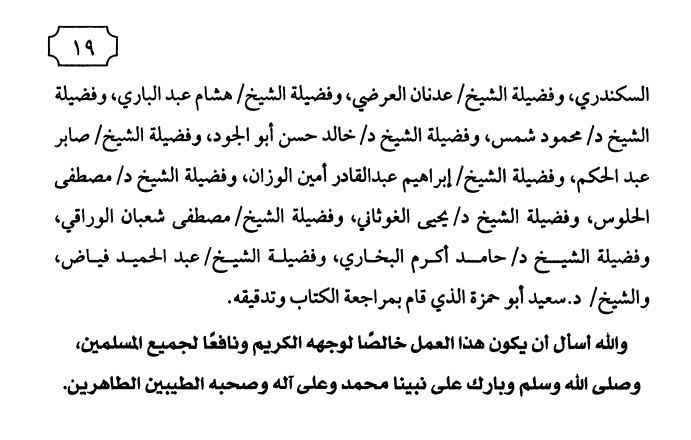 ١٩
السكندري، وفضيلة الشيخ/ عدنان العرضي، وفضيلة الشيخ/ هشام عبد الباري، وفضيلة
الشيخ د/ محمود شمس، وفضيلة الشيخ د/ خالد حسن أبو الجود، وفضيلة الشيخ/ صابر
عبد الحكم، وفضيلة الشيخ/ إبراهيم عبدالقادر أمين الوزان، وفضيلة الشيخ د/ مصطفى
الحلوس، وفضيلة الشيخ د/ يحيى الغوثاني، وفضيلة الشيخ/ مصطفى شعبان الوراقي،
وفضيلة الشيـــخ د/ حامـد أكـرم البخـاري، وفضيلـة الشيـخ/ عبد الحميـد فيـاض،
والشيخ/ د.سعيد أبو حمزة الذي قام بمراجعة الكتاب وتدقيقه.
والله أسأل أن يكون هذا العمل خالصًا لوجهه الكريم ونافعًا لجميع المسلمين،
وصلى الله وسلم وبارك على نبينا محمد وعلى آله وصحبه الطيبين الطاهرين.